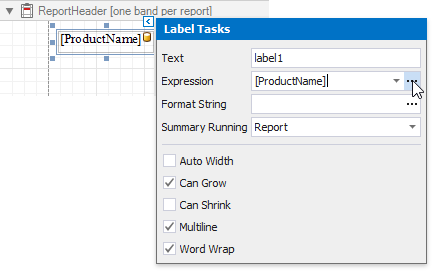 ReportHeader [one band per report]
[ProductName]
Label Tasks
Text label1
Expression [ProductName]
Format String
Summary Running Report
Auto Width
Can Grow
Can Shrink
Multiline
Word Wrap